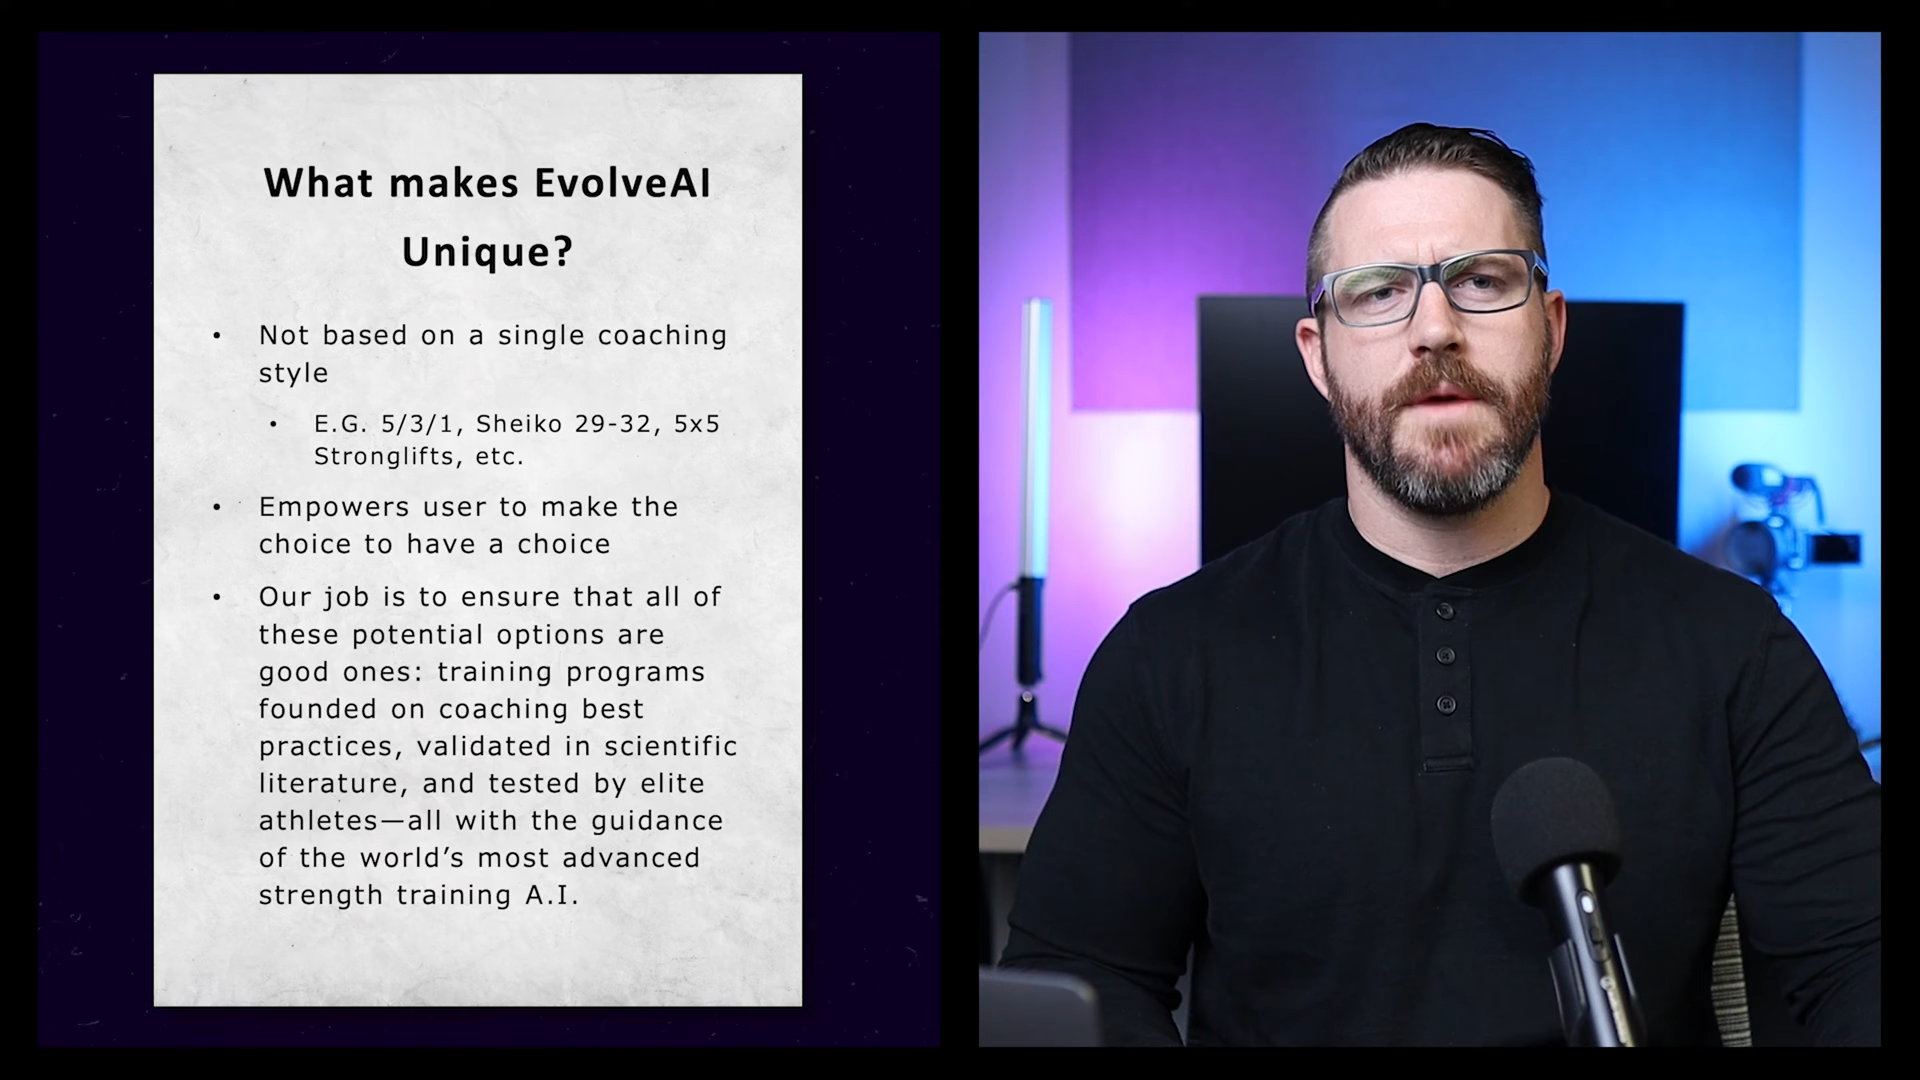 What makes EvolveAI
Unique?
• Not based on a single coaching
style
• E.G. 5/3/1, Sheiko 29-32, 5x5
Stronglifts, etc.
• Empowers user to make the
choice to have a choice
• Our job is to ensure that all of
these potential options are
good ones: training programs
founded on coaching best
practices, validated in scientific
literature, and tested by elite
athletes—all with the guidance
of the world’s most advanced
strength training A.I.